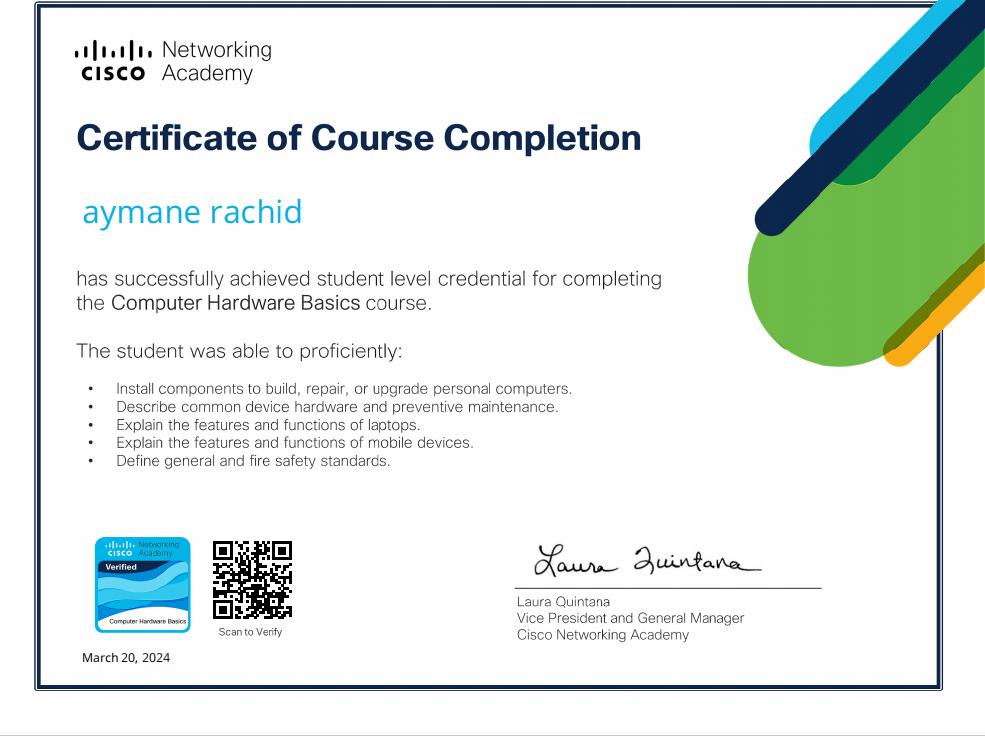 Networking
CISCO Academy
Certificate of Course Completion
aymane rachid
has successfully achieved student level credential for completing
the Computer Hardware Basics course.
The student was able to proficiently:
• Install components to build, repair, or upgrade personal computers.
• Describe common device hardware and preventive maintenance.
• Explain the features and functions of laptops.
• Explain the features and functions of mobile devices.
• Define general and fire safety standards.
Networking
CISCO Academy
Verified
Computer Hardware Basics
Scan to Verify
March 20, 2024
Laura Quintana
Laura Quintana
Vice President and General Manager
Cisco Networking Academy